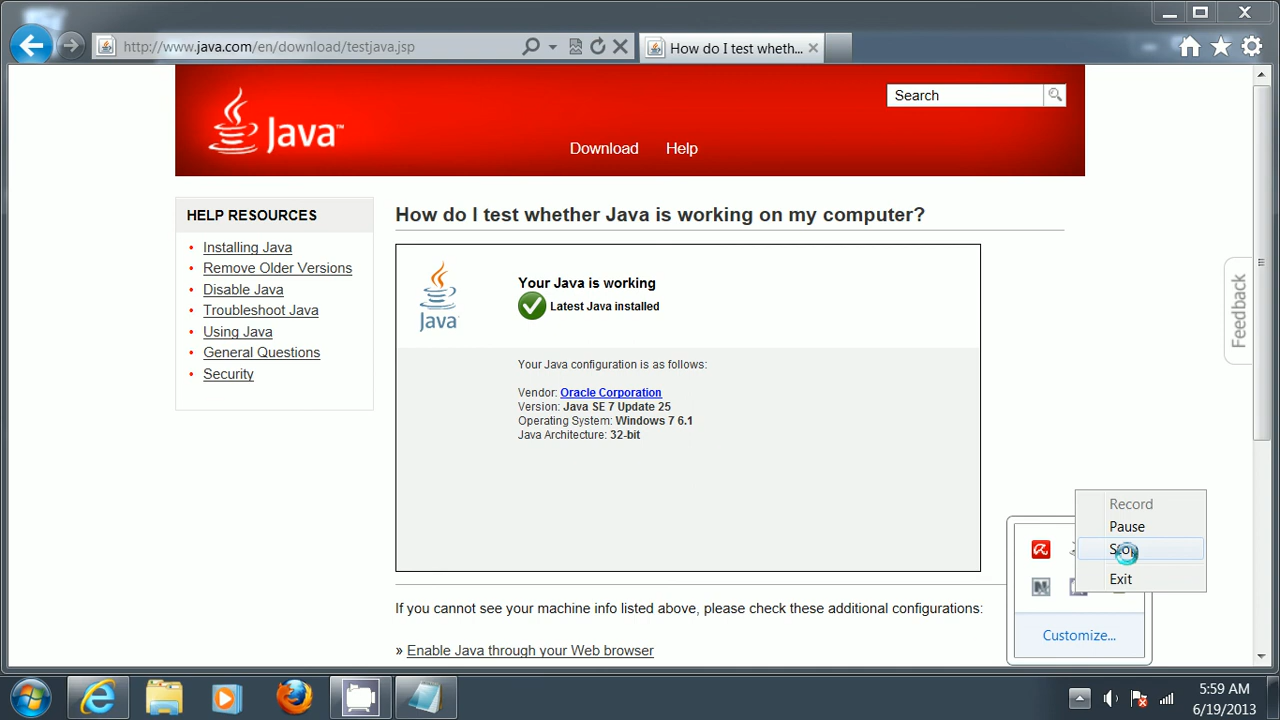 http://www.java.com/en/download/testjava.jsp
How do I test wheth...
Java™
Search
Download
Help
HELP RESOURCES
Installing Java
Remove Older Versions
Disable Java
Troubleshoot Java
Using Java
General Questions
Security
How do I test whether Java is working on my computer?
Java
Your Java is working
Latest Java installed
Your Java configuration is as follows:
Vendor: Oracle Corporation
Version: Java SE 7 Update 25
Operating System: Windows 7 6.1
Java Architecture: 32-bit
If you cannot see your machine info listed above, please check these additional configurations:
» Enable Java through your Web browser
Feedback
Record
Pause
Stop
Exit
Customize...
5:59 AM
6/19/2013